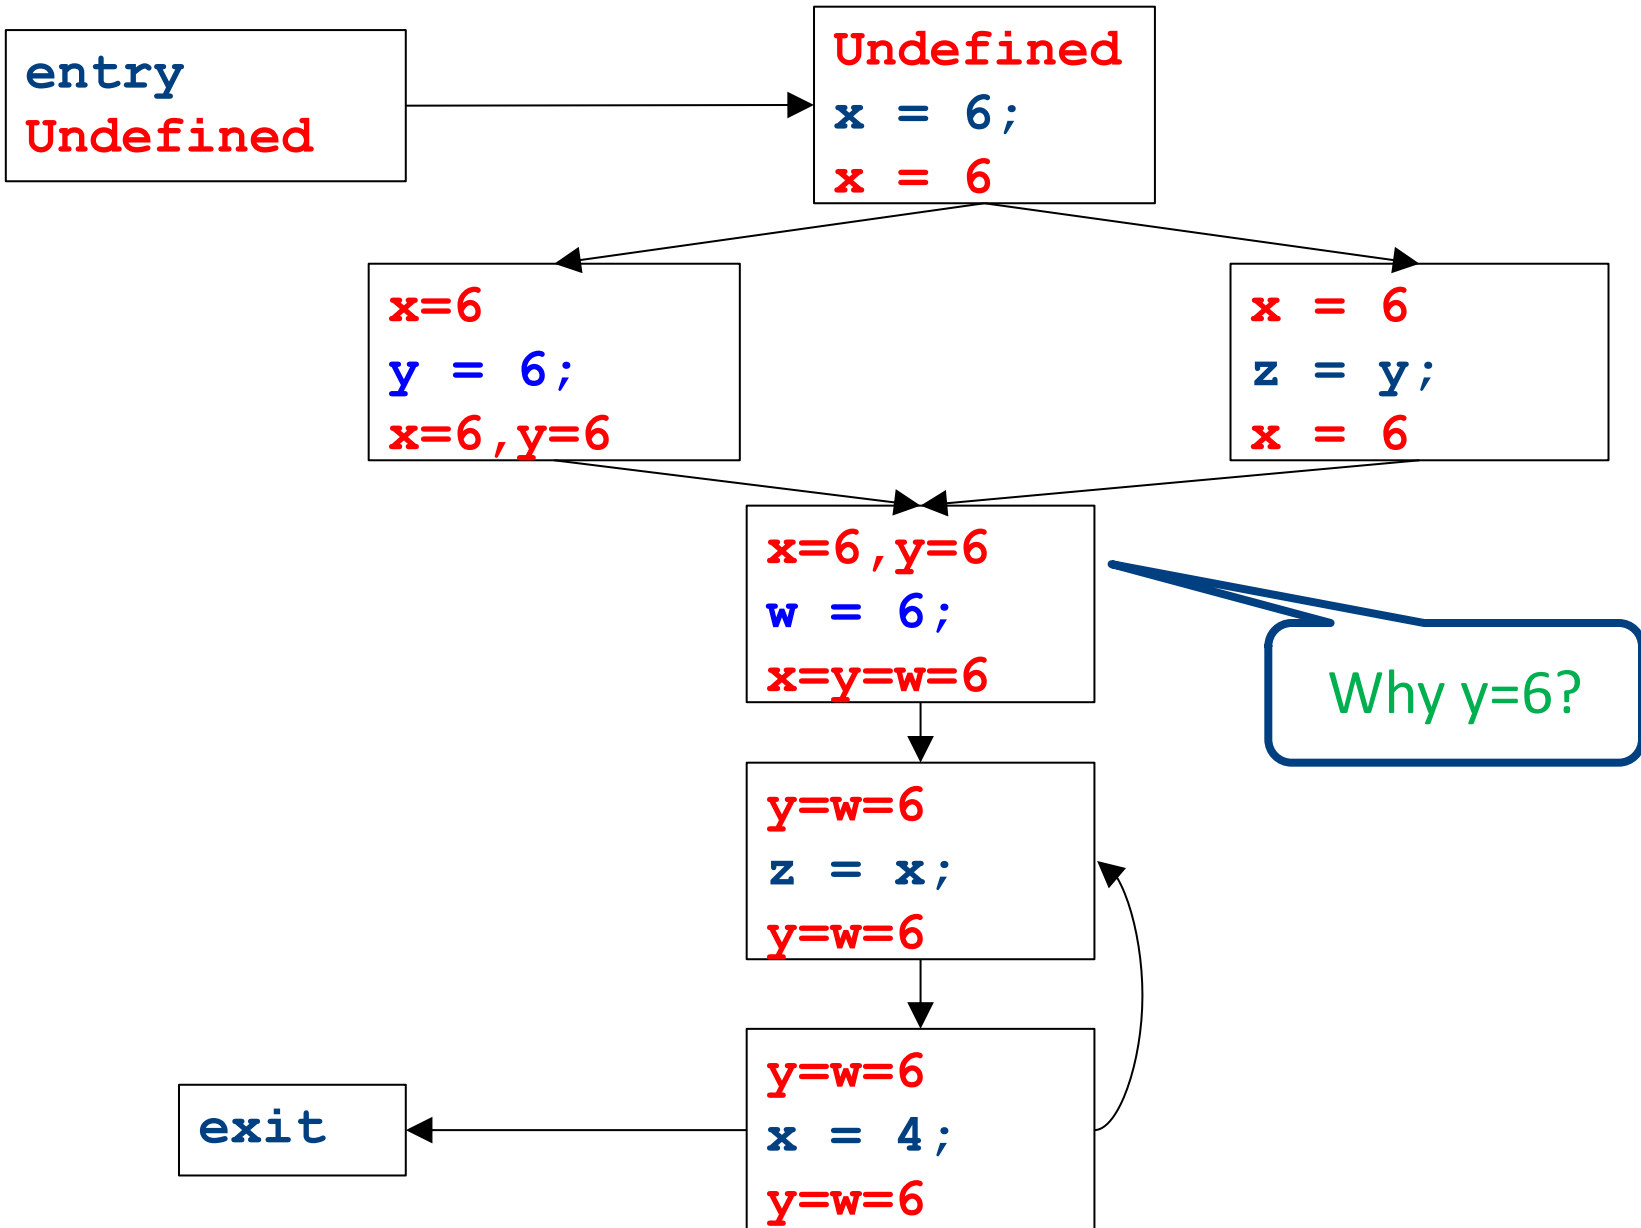 entry
Undefined
Undefined
x = 6;
x = 6
x=6
y = 6;
x=6,y=6
x = 6
z = y;
x = 6
x=6,y=6
w = 6;
x=y=w=6
Why y=6?
y=w=6
z = x;
y=w=6
y=w=6
x = 4;
y=w=6
exit